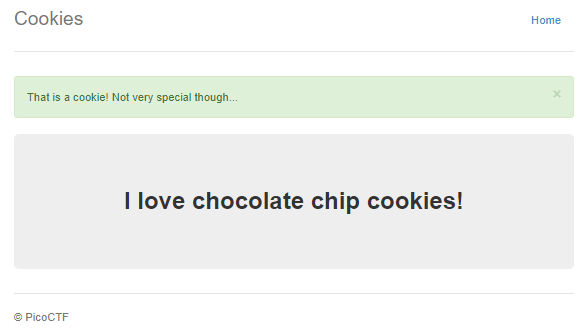 Cookies
Home
That is a cookie! Not very special though...
×
I love chocolate chip cookies!
© PicoCTF